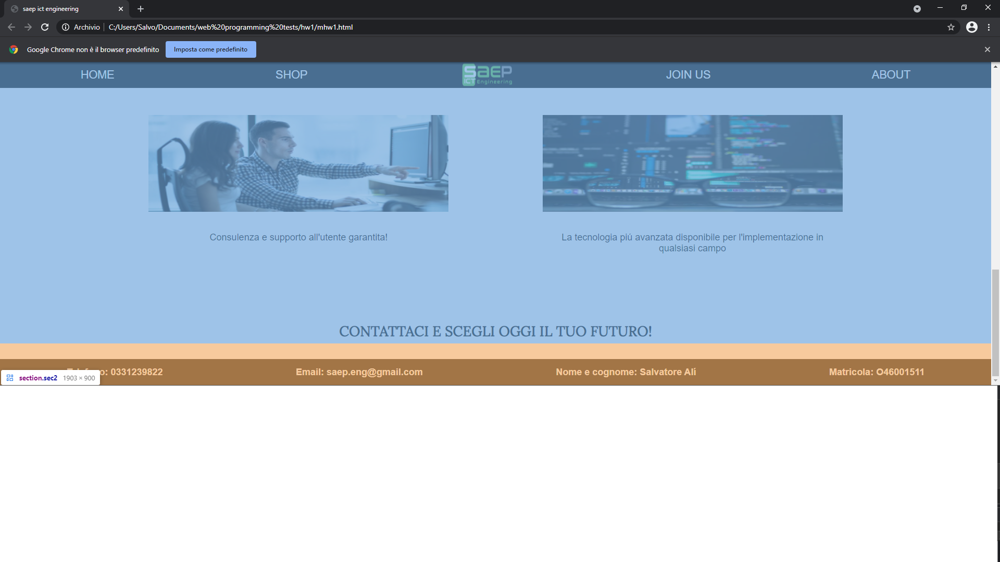 saep ict engineering
Archivio
C:/Users/Salvo/Documents/web%20programming%20tests/hw1/mhw1.html
Google Chrome non è il browser predefinito
Imposta come predefinito
HOME
SHOP
saep
ICT Engineering
JOIN US
ABOUT
Consulenza e supporto all'utente garantita!
La tecnologia piú avanzata disponibile per l'implementazione in
qualsiasi campo
CONTATTACI E SCEGLI OGGI IL TUO FUTURO!
0331239822
Email: saep.eng@gmail.com
Nome e cognome: Salvatore Alí
Matricola: O46001511
section.sec2 1903 × 900